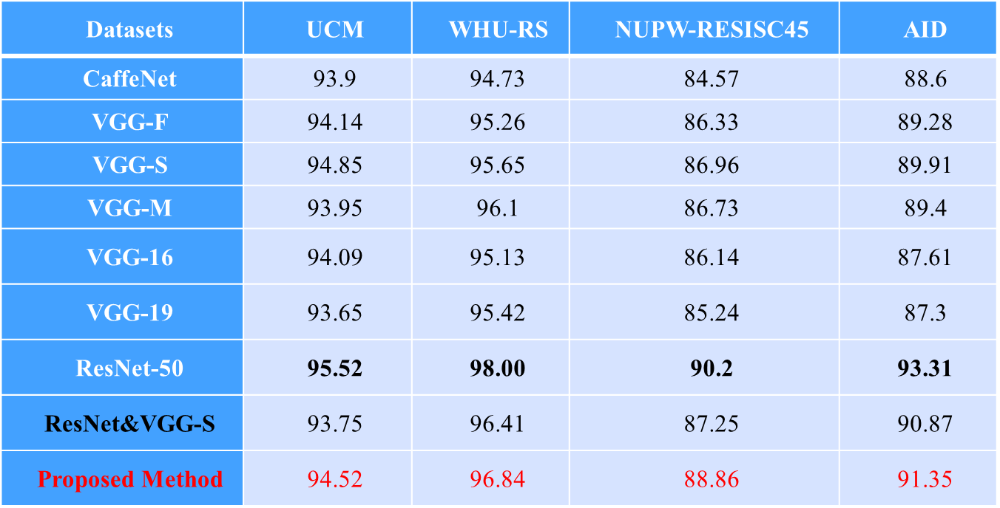 Datasets UCM WHU-RS NUPW-RESISC45 AID
CaffeNet 93.9 94.73 84.57 88.6
VGG-F 94.14 95.26 86.33 89.28
VGG-S 94.85 95.65 86.96 89.91
VGG-M 93.95 96.1 86.73 89.4
VGG-16 94.09 95.13 86.14 87.61
VGG-19 93.65 95.42 85.24 87.3
ResNet-50 95.52 98.00 90.2 93.31
ResNet&VGG-S 93.75 96.41 87.25 90.87
Proposed Method 94.52 96.84 88.86 91.35